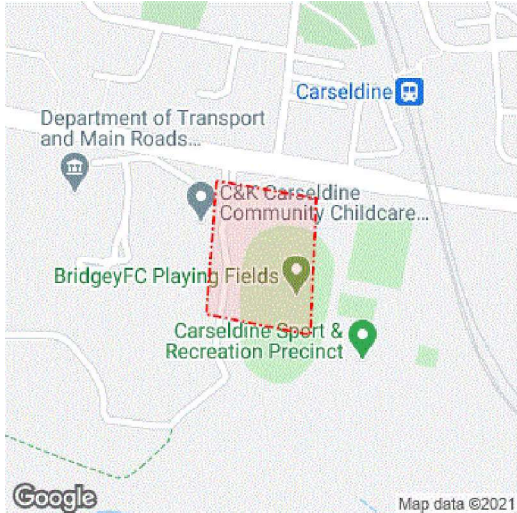 Carseldine
Department of Transport
and Main Roads...
C&K Carseldine
Community Childcare...
BridgeyFC Playing Fields
Carseldine Sport &
Recreation Precinct
Google
Map data ©2021